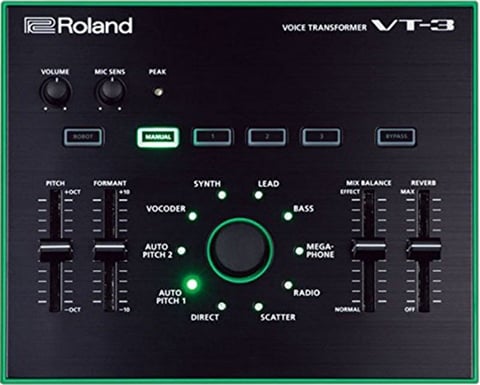 Roland
VOICE TRANSFORMER VT-3
VOLUME MIC SENS PEAK
ROBOT MANUAL 1 2 3 BYPASS
PITCH FORMANT SYNTH LEAD MIX BALANCE REVERB
+OCT +10 EFFECT MAX
VOCODER BASS
AUTO PITCH 2 MEGA-PHONE
AUTO PITCH 1 RADIO
-OCT -10 NORMAL OFF
DIRECT SCATTER